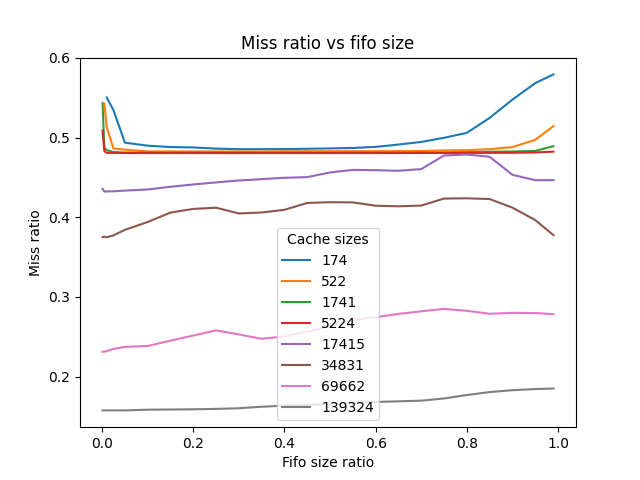 Miss ratio vs fifo size
0.6
0.5
0.4
0.3
0.2
Miss ratio
Cache sizes
174
522
1741
5224
17415
34831
69662
139324
0.0 0.2 0.4 0.6 0.8 1.0
Fifo size ratio